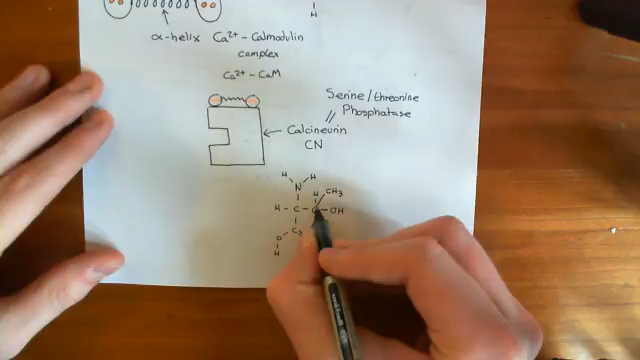 H
α-helix Ca²⁺-Calmodulin
complex
Ca²⁺-CaM
Serine/threonine
Phosphatase
Calcineurin
CN
H H
N H CH₃
H - C - C - OH
O - C
H